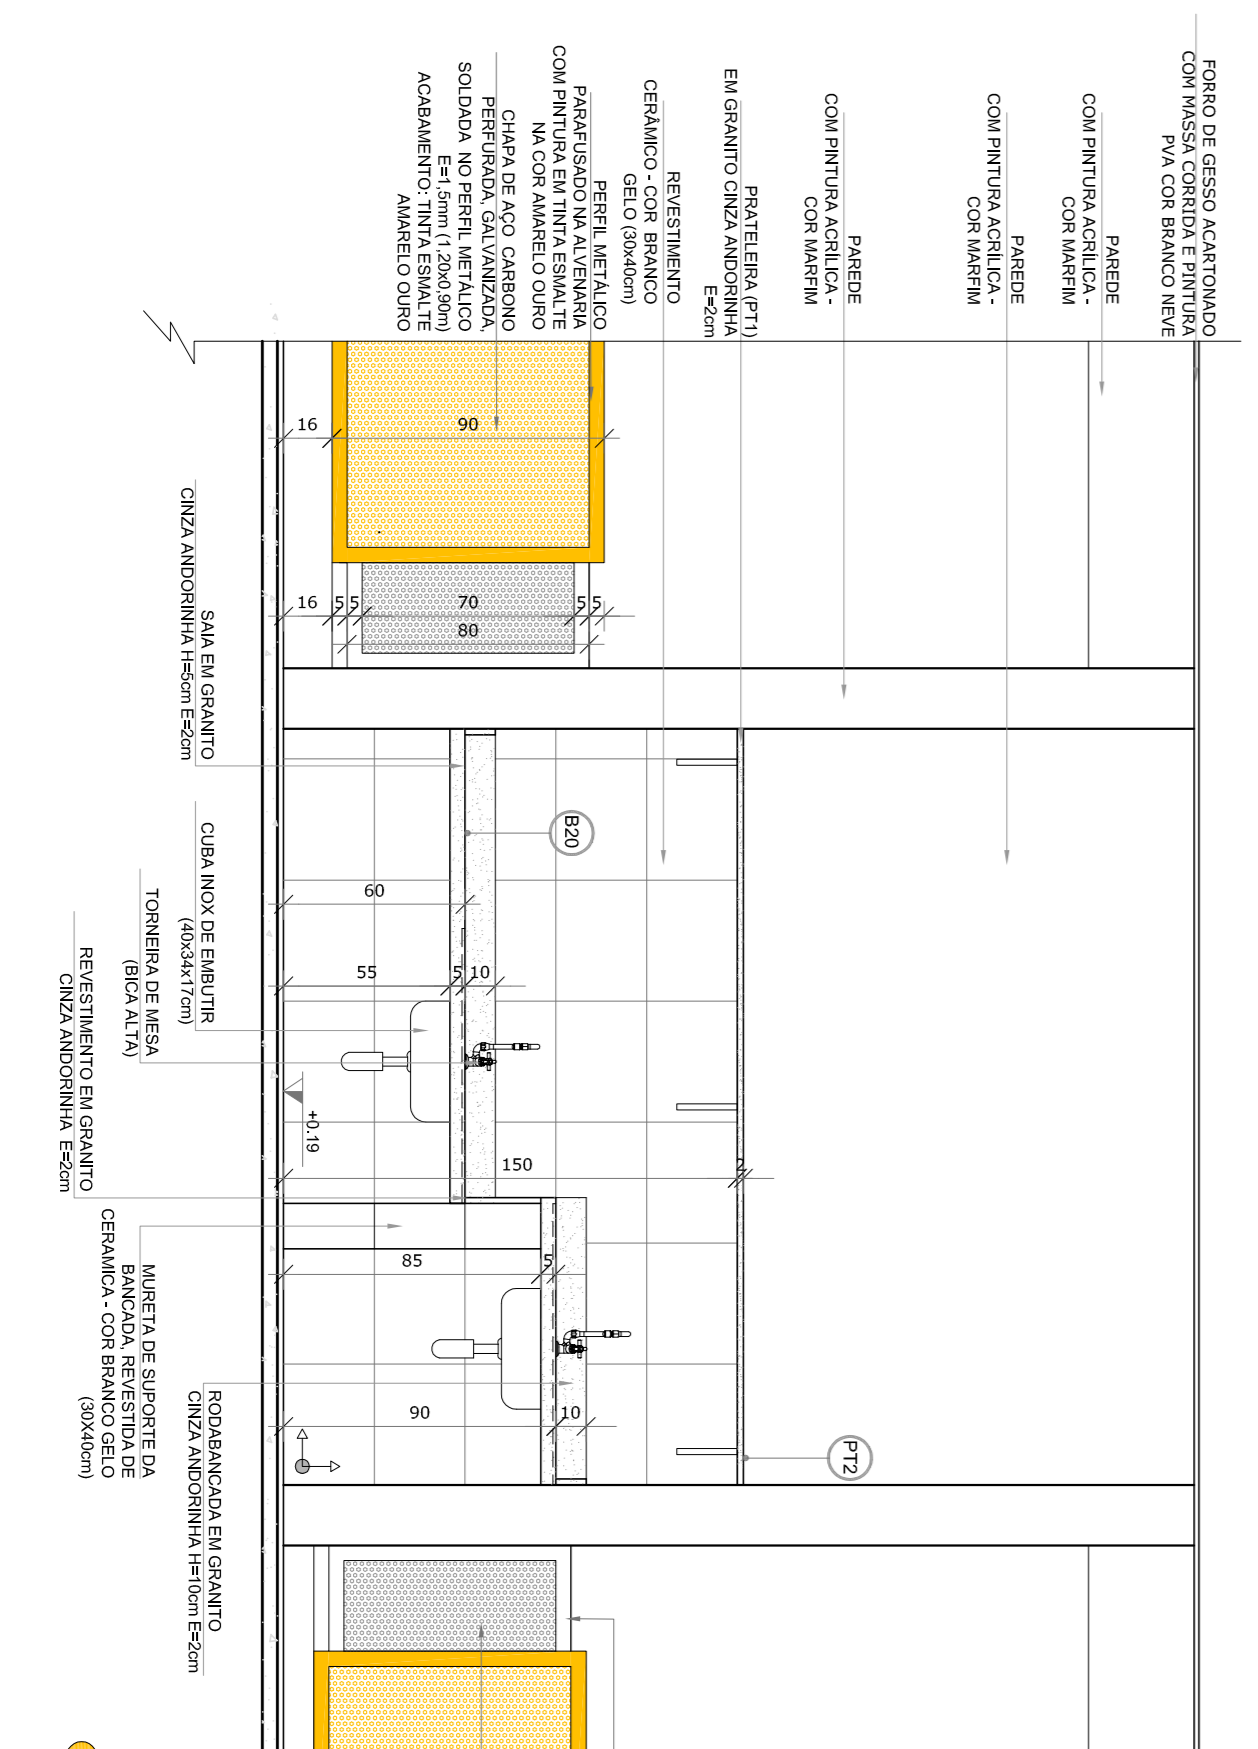 FORRO DE GESSO ACARTONADO
COM MASSA CORRIDA E PINTURA
PVA COR BRANCO NEVE
PAREDE
COM PINTURA ACRÍLICA -
COR MARFIM
PAREDE
COM PINTURA ACRÍLICA -
COR MARFIM
PAREDE
COM PINTURA ACRÍLICA -
COR MARFIM
PRATELEIRA (PT1)
EM GRANITO CINZA ANDORINHA
E=2cm
REVESTIMENTO
CERÂMICO - COR BRANCO
GELO (30x40cm)
PERFIL METÁLICO
PARAFUSADO NA ALVENARIA
COM PINTURA EM TINTA ESMALTE
NA COR AMARELO OURO
CHAPA DE AÇO CARBONO
PERFURADA, GALVANIZADA,
SOLDADA NO PERFIL METÁLICO
E=1,5mm (1,20x0,90m)
ACABAMENTO: TINTA ESMALTE
AMARELO OURO
16
90
16
5
5
70
5
5
80
B20
60
55
5
10
150
2
+0.19
85
5
90
10
PT2
SAIA EM GRANITO
CINZA ANDORINHA H=5cm E=2cm
CUBA INOX DE EMBUTIR
(40x34x17cm)
TORNEIRA DE MESA
(BICA ALTA)
REVESTIMENTO EM GRANITO
CINZA ANDORINHA E=2cm
MURETA DE SUPORTE DA
BANCADA, REVESTIDA DE
CERAMICA - COR BRANCO GELO
(30X40cm)
RODABANCADA EM GRANITO
CINZA ANDORINHA H=10cm E=2cm